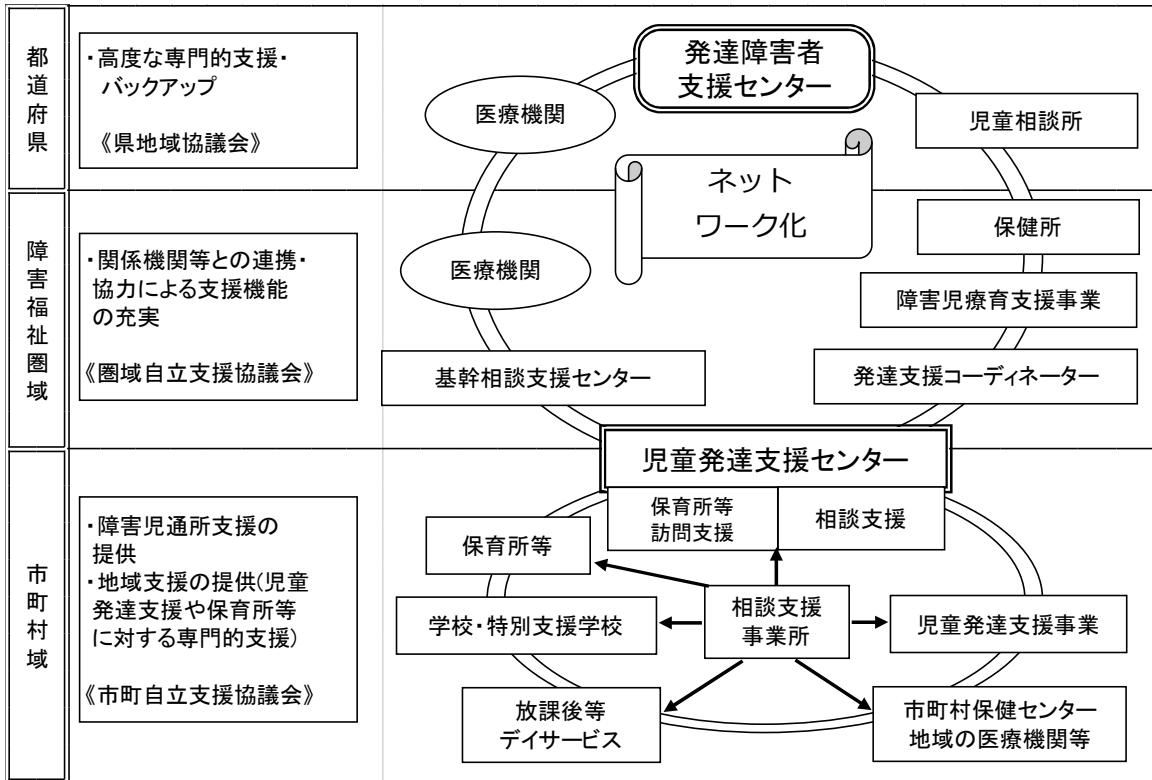 都道府県
・高度な専門的支援・
バックアップ
《県地域協議会》
発達障害者
支援センター
医療機関
児童相談所
ネット
ワーク化
障害福祉圏域
・関係機関等との連携・
協力による支援機能
の充実
《圏域自立支援協議会》
保健所
医療機関
障害児療育支援事業
基幹相談支援センター
発達支援コーディネーター
児童発達支援センター
保育所等
訪問支援
相談支援
市町村域
・障害児通所支援の
提供
・地域支援の提供(児童
発達支援や保育所等
に対する専門的支援)
《市町自立支援協議会》
保育所等
学校・特別支援学校
相談支援
事業所
児童発達支援事業
放課後等
デイサービス
市町村保健センター
地域の医療機関等